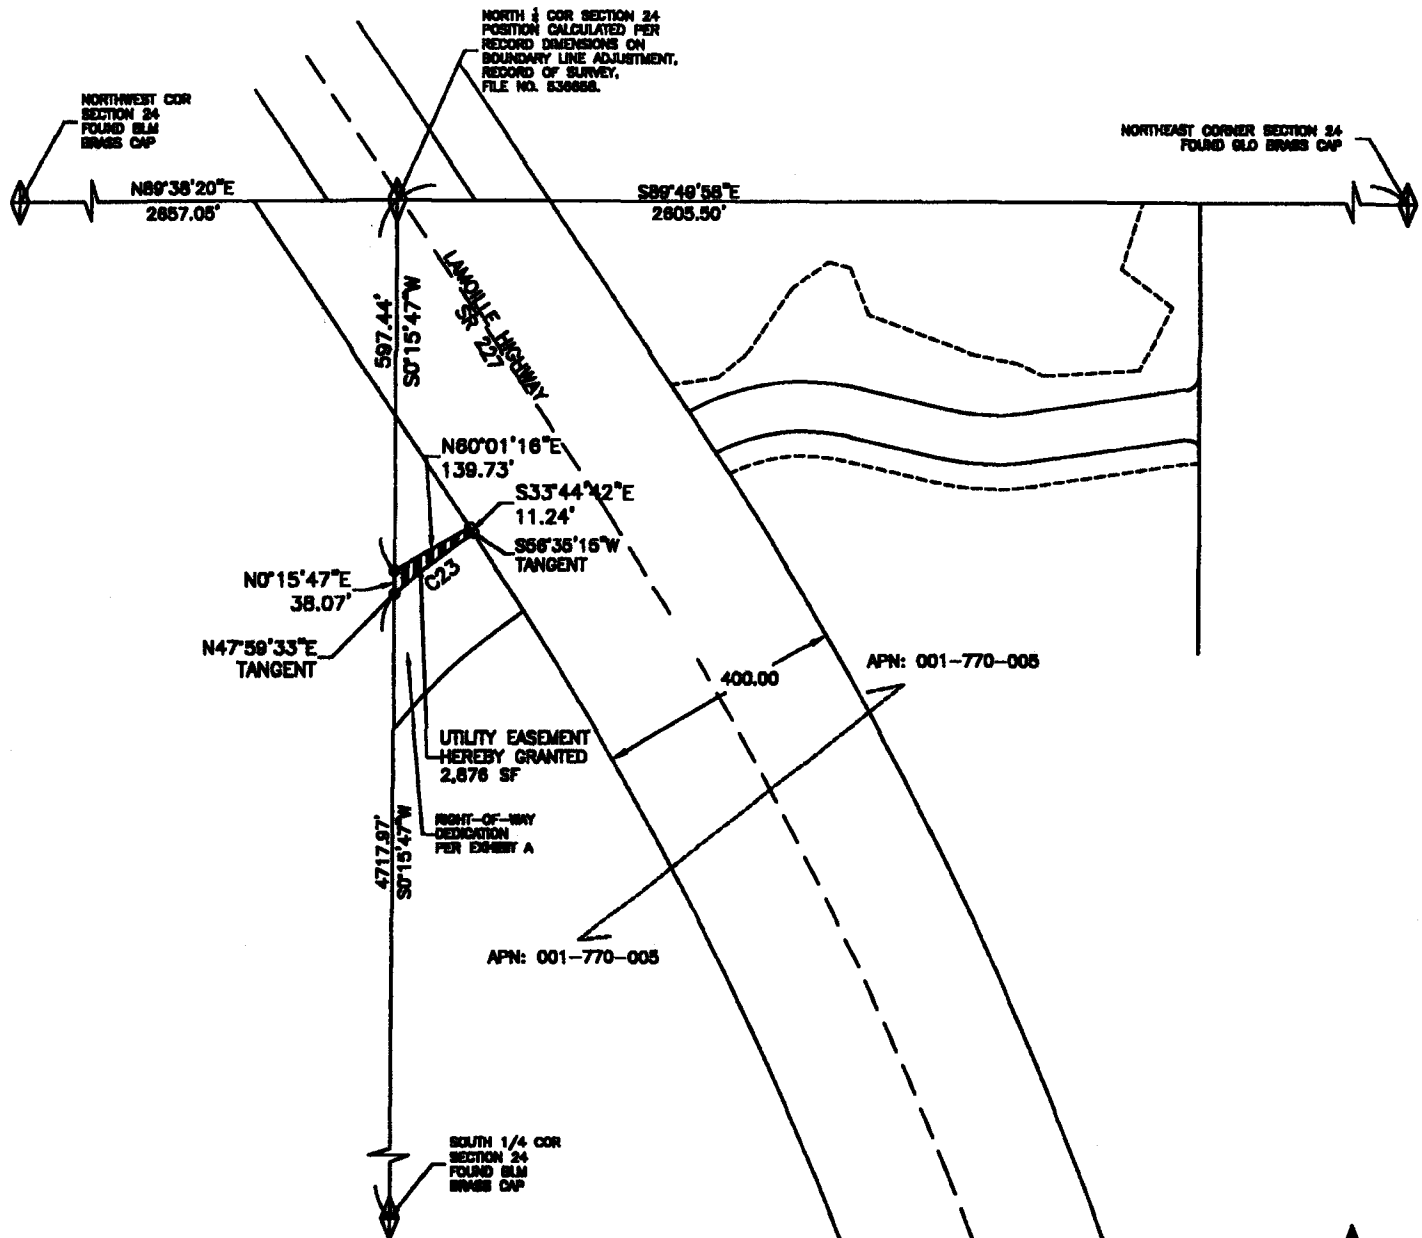 NORTH ¼ COR SECTION 24
POSITION CALCULATED PER
RECORD DIMENSIONS ON
BOUNDARY LINE ADJUSTMENT,
RECORD OF SURVEY,
FILE NO. 536658.
NORTHWEST COR
SECTION 24
FOUND BLM
BRASS CAP
NORTHEAST CORNER SECTION 24
FOUND GLO BRASS CAP
N89°38'20"E
2657.05'
S89°49'58"E
2605.50'
597.44'
S0°15'47"W
LAMOILLE HIGHWAY
SR 227
N60°01'16"E
139.73'
S33°44'42"E
11.24'
S56°35'15"W
TANGENT
C23
N0°15'47"E
38.07'
N47°59'33"E
TANGENT
400.00
APN: 001-770-005
UTILITY EASEMENT
HEREBY GRANTED
2,876 SF
RIGHT-OF-WAY
DEDICATION
PER EXHIBIT A
4717.97'
S0°15'47"W
APN: 001-770-005
SOUTH 1/4 COR
SECTION 24
FOUND BLM
BRASS CAP